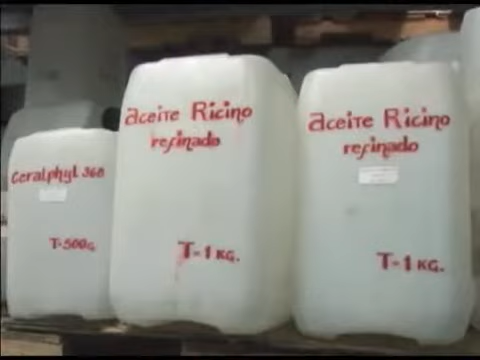 Ceralphyl 368
T=500G
aceite Ricino
refinado
T=1 KG.
aceite Ricino
refinado
T=1 KG.